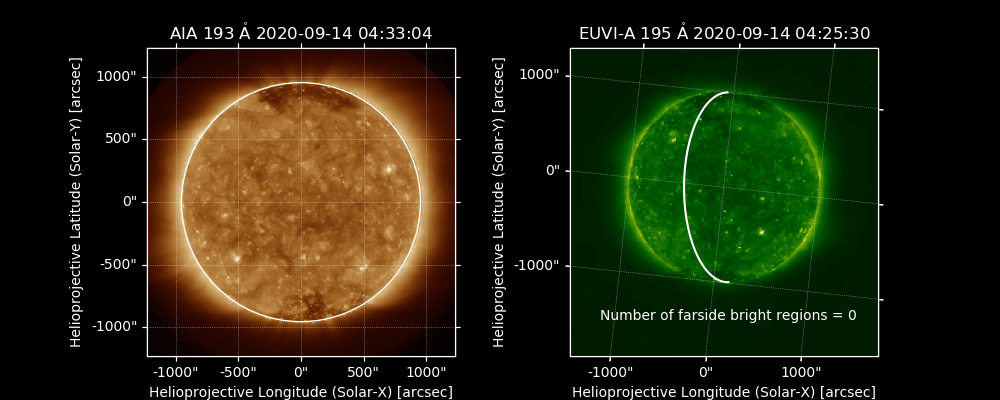 AIA 193 Å 2020-09-14 04:33:04
Helioprojective Latitude (Solar-Y) [arcsec]
1000"
500"
0"
-500"
-1000"
-1000"
-500"
0"
500"
1000"
Helioprojective Longitude (Solar-X) [arcsec]
EUVI-A 195 Å 2020-09-14 04:25:30
Helioprojective Latitude (Solar-Y) [arcsec]
1000"
0"
-1000"
Number of farside bright regions = 0
-1000"
0"
1000"
Helioprojective Longitude (Solar-X) [arcsec]